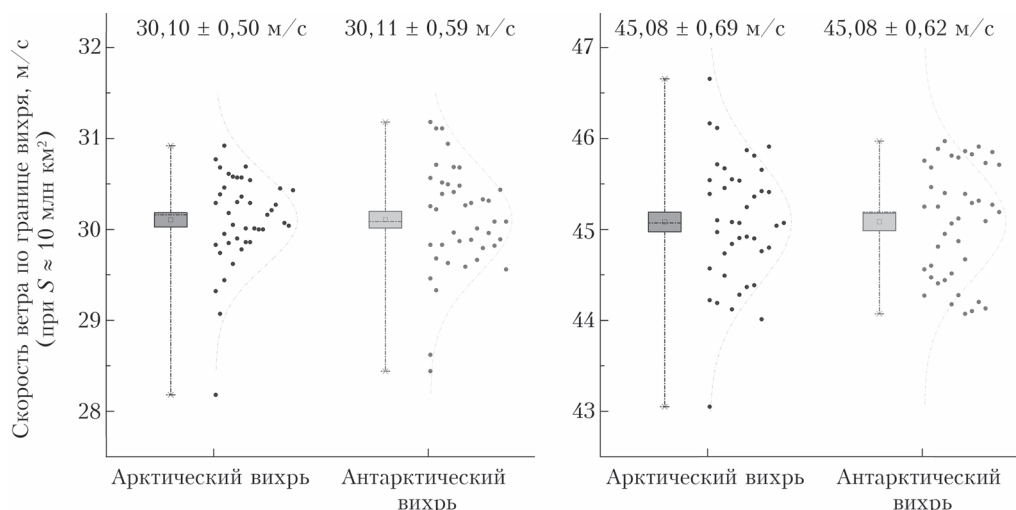 Скорость ветра по границе вихря, м/с
(при S ≈ 10 млн км²)
30,10 ± 0,50 м/с
30,11 ± 0,59 м/с
32
31
30
29
28
Арктический вихрь
Антарктический
вихрь
45,08 ± 0,69 м/с
45,08 ± 0,62 м/с
47
46
45
44
43
Арктический вихрь
Антарктический
вихрь